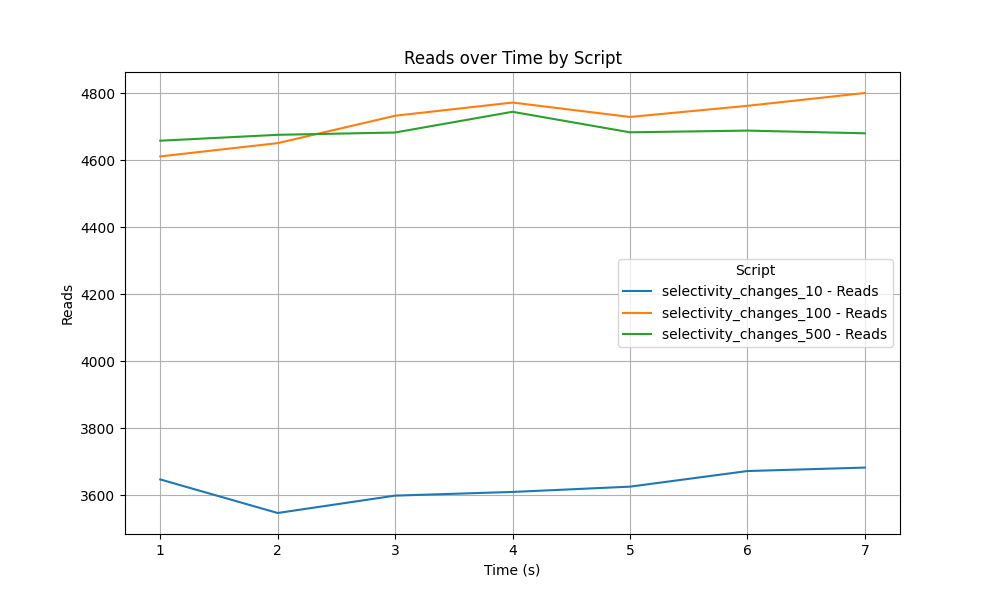 Reads over Time by Script
4800
4600
4400
4200
4000
3800
3600
Reads
Script
selectivity_changes_10 - Reads
selectivity_changes_100 - Reads
selectivity_changes_500 - Reads
1 2 3 4 5 6 7
Time (s)